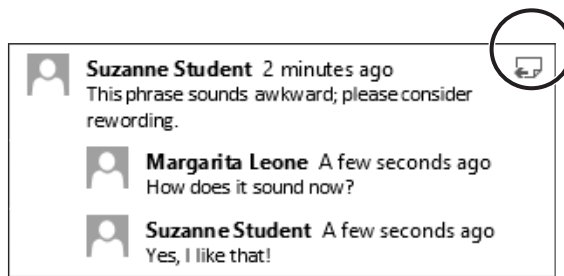 Suzanne Student 2 minutes ago
This phrase sounds awkward; please consider
rewording.
Margarita Leone A few seconds ago
How does it sound now?
Suzanne Student A few seconds ago
Yes, I like that!